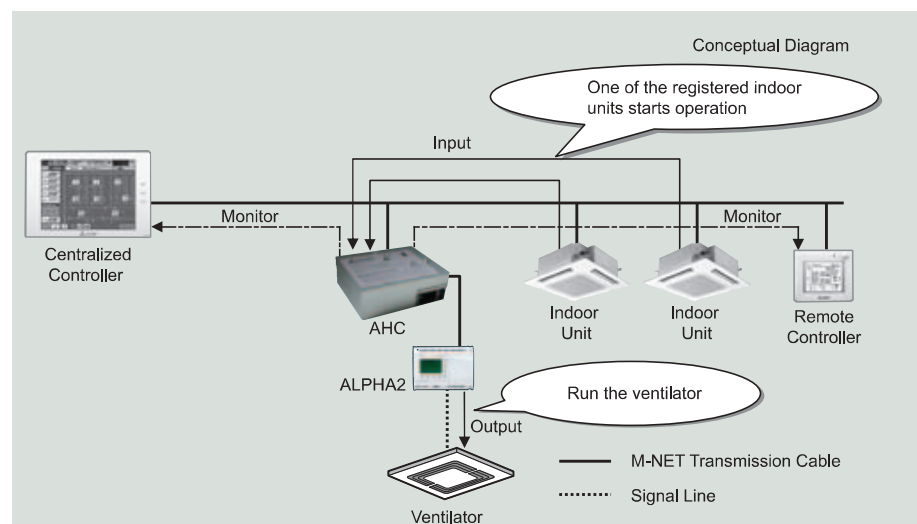 Conceptual Diagram
One of the registered indoor
units starts operation
Input
Monitor
Monitor
Centralized
Controller
AHC
Indoor
Unit
Indoor
Unit
Remote
Controller
ALPHA2
Run the ventilator
Output
M-NET Transmission Cable
Signal Line
Ventilator